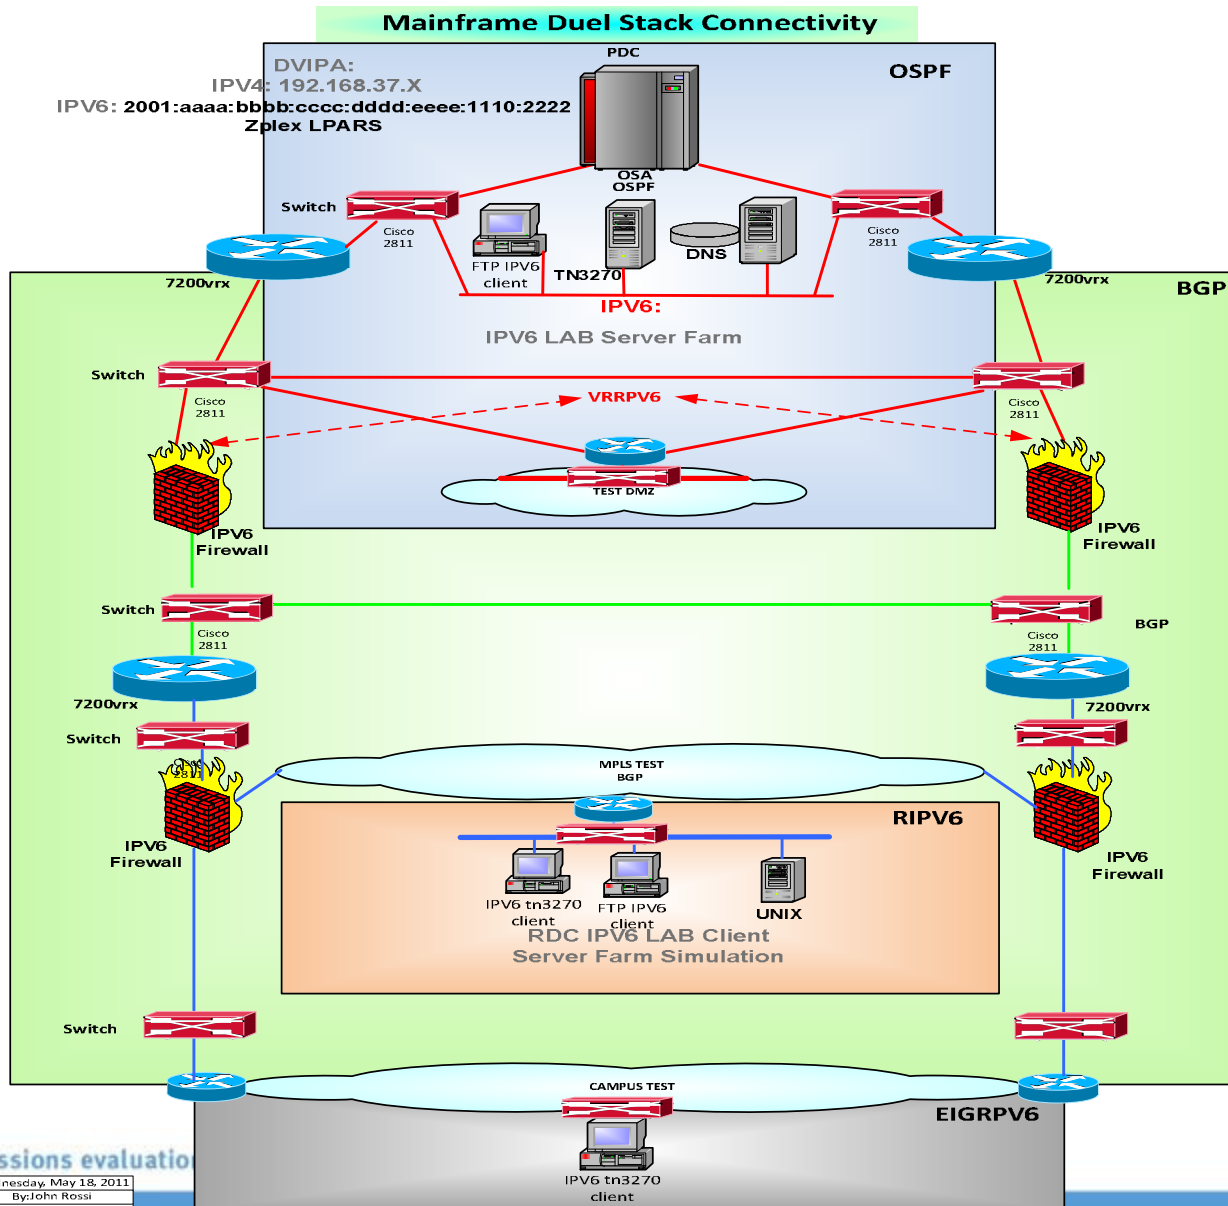 Mainframe Duel Stack Connectivity
PDC
OSPF
DVIPA:
IPV4: 192.168.37.X
IPV6: 2001:aaaa:bbbb:cccc:dddd:eeee:1110:2222
Zplex LPARS
OSA
OSPF
Switch
Cisco
2811
Cisco
2811
FTP IPV6
client
TN3270
DNS
7200vrx
7200vrx
BGP
IPV6:
IPV6 LAB Server Farm
Switch
Cisco
2811
VRRPV6
Cisco
2811
TEST DMZ
IPV6
Firewall
IPV6
Firewall
Switch
Cisco
2811
BGP
Cisco
2811
7200vrx
7200vrx
Switch
Cisco
2811
MPLS TEST
BGP
RIPV6
IPV6
Firewall
IPV6
Firewall
IPV6 tn3270
client
FTP IPV6
client
UNIX
RDC IPV6 LAB Client
Server Farm Simulation
Switch
CAMPUS TEST
EIGRPV6
IPV6 tn3270
client
ssions evaluation
nesday, May 18, 2011
By:John Rossi